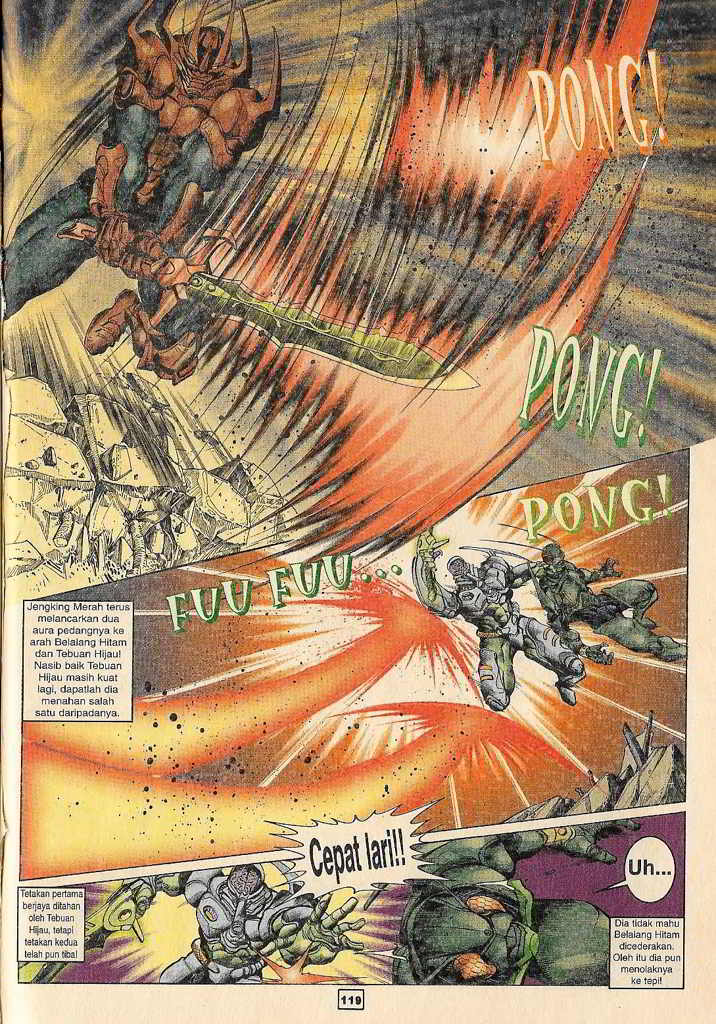 PONG!
PONG!
PONG!
FUU FUU...
Jengking Merah terus
melancarkan dua
aura pedangnya ke
arah Belalang Hitam
dan Tebuan Hijau!
Nasib baik Tebuan
Hijau masih kuat
lagi, dapatlah dia
menahan salah
satu daripadanya.
Cepat lari!!
Uh...
Tetakan pertama
berjaya ditahan
oleh Tebuan
Hijau, tetapi
tetakan kedua
telah pun tiba!
Dia tidak mahu
Belalang Hitam
dicederakan.
Oleh itu dia pun
menolaknya
ke tepi!
119